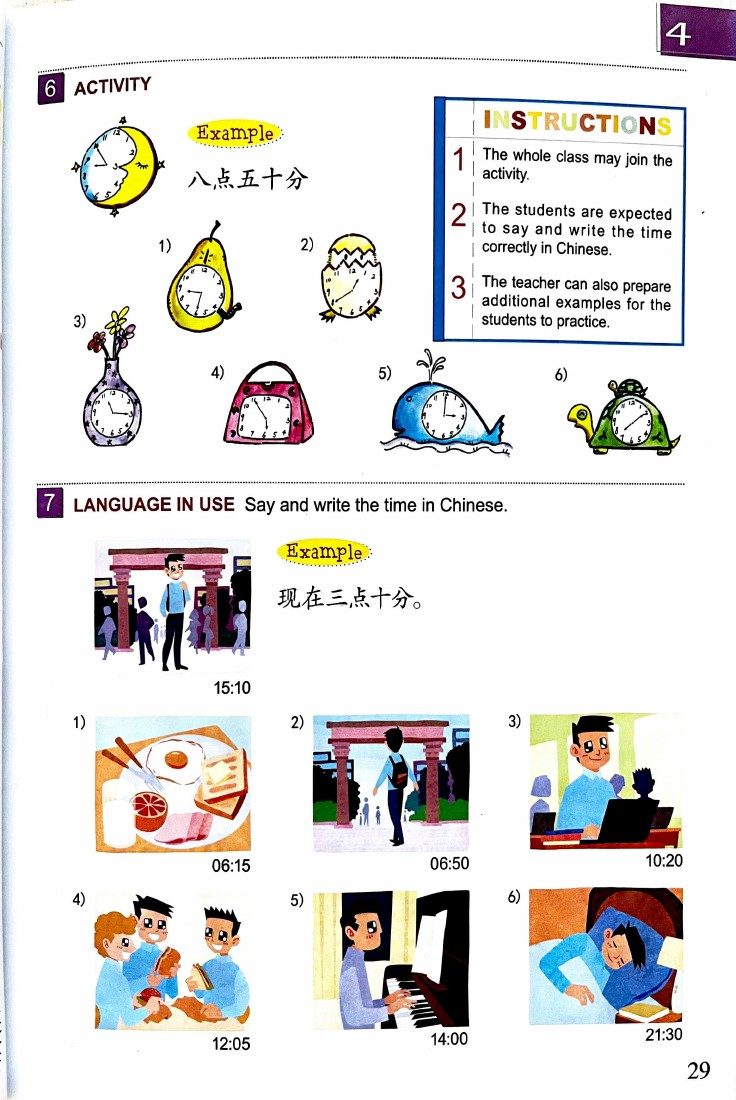 4
6 ACTIVITY
Example
八点五十分
INSTRUCTIONS
1 The whole class may join the
activity.
2 The students are expected
to say and write the time
correctly in Chinese.
3 The teacher can also prepare
additional examples for the
students to practice.
1)
2)
3)
4)
5)
6)
7 LANGUAGE IN USE Say and write the time in Chinese.
Example
现在三点十分。
15:10
1)
06:15
2)
06:50
3)
10:20
4)
12:05
5)
14:00
6)
21:30
29